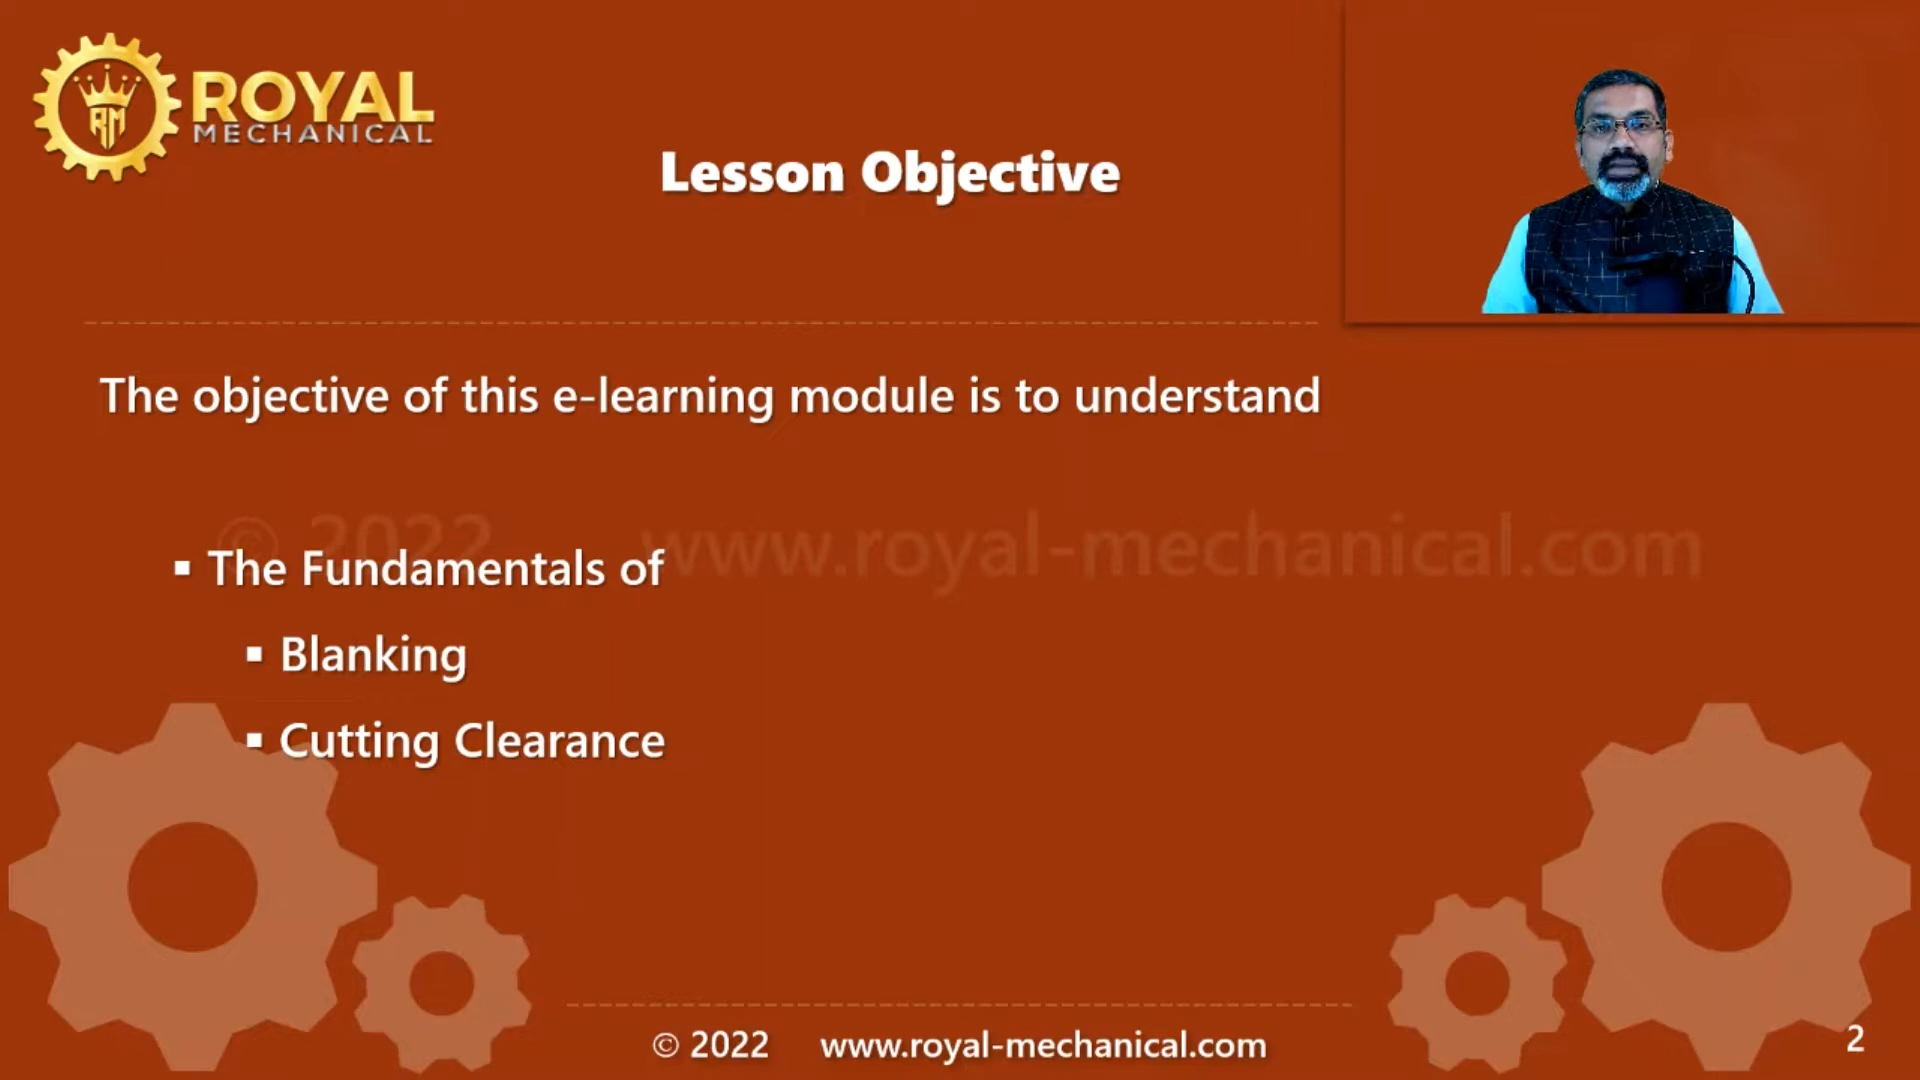 RM
ROYAL
MECHANICAL
Lesson Objective
The objective of this e-learning module is to understand
© 2022 www.royal-mechanical.com
▪ The Fundamentals of
▪ Blanking
▪ Cutting Clearance
© 2022 www.royal-mechanical.com
2